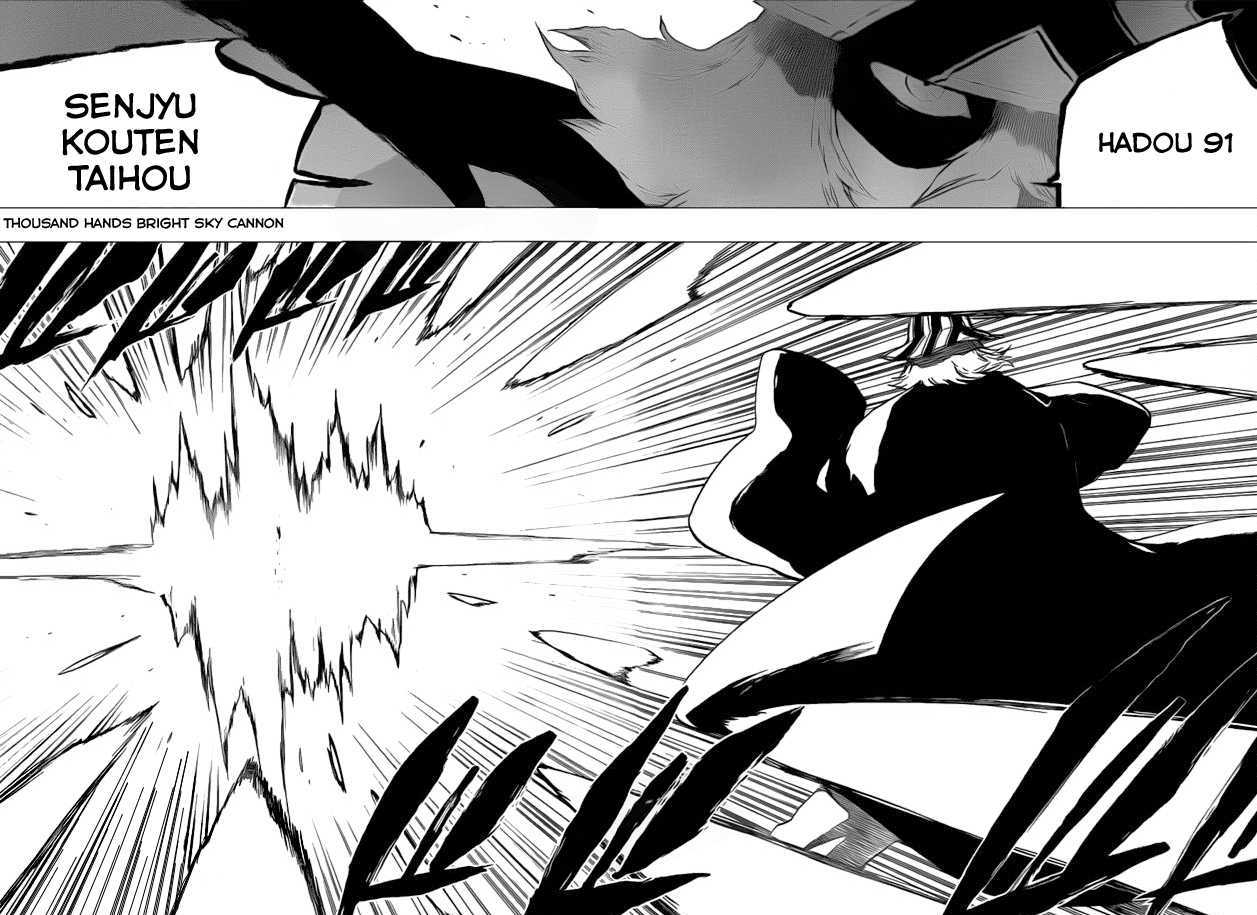 HADOU 91
SENJYU
KOUTEN
TAIHOU
THOUSAND HANDS BRIGHT SKY CANNON